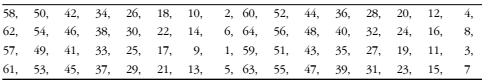 58, 50, 42, 34, 26, 18, 10, 2, 60, 52, 44, 36, 28, 20, 12, 4,
62, 54, 46, 38, 30, 22, 14, 6, 64, 56, 48, 40, 32, 24, 16, 8,
57, 49, 41, 33, 25, 17, 9, 1, 59, 51, 43, 35, 27, 19, 11, 3,
61, 53, 45, 37, 29, 21, 13, 5, 63, 55, 47, 39, 31, 23, 15, 7